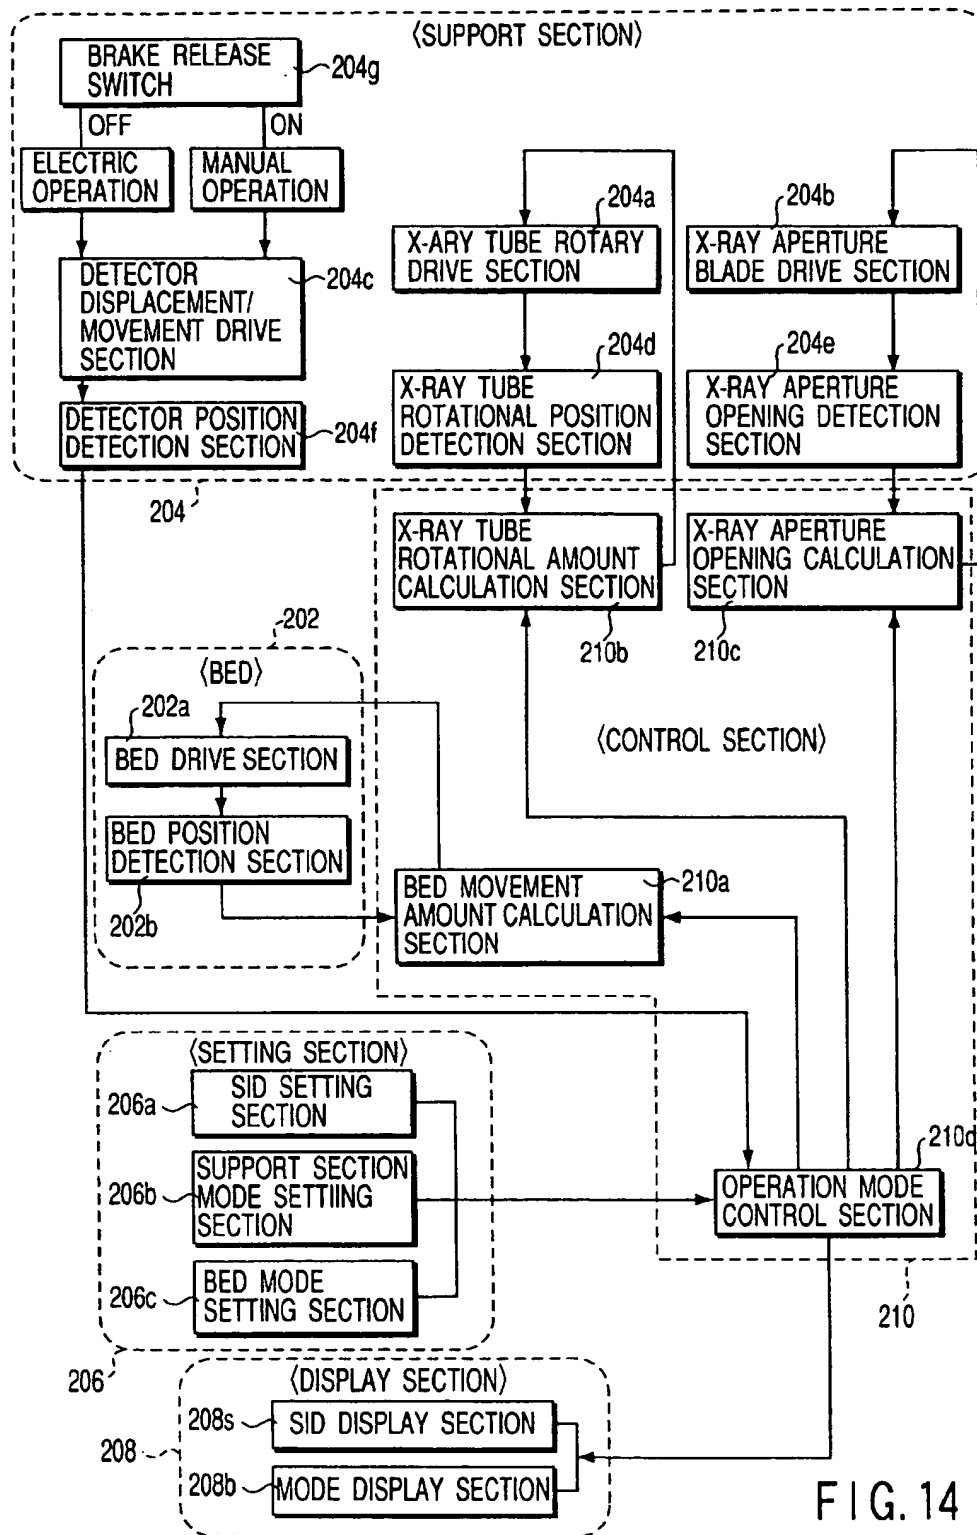 〈SUPPORT SECTION〉
BRAKE RELEASE
SWITCH
204g
OFF
ON
ELECTRIC
OPERATION
MANUAL
OPERATION
DETECTOR
DISPLACEMENT/
MOVEMENT DRIVE
SECTION
204c
DETECTOR POSITION
DETECTION SECTION
204f
204
204a
X-ARY TUBE ROTARY
DRIVE SECTION
204b
X-RAY APERTURE
BLADE DRIVE SECTION
204d
X-RAY TUBE
ROTATIONAL POSITION
DETECTION SECTION
204e
X-RAY APERTURE
OPENING DETECTION
SECTION
X-RAY TUBE
ROTATIONAL AMOUNT
CALCULATION SECTION
210b
X-RAY APERTURE
OPENING CALCULATION
SECTION
210c
202
〈BED〉
202a
BED DRIVE SECTION
BED POSITION
DETECTION SECTION
202b
〈CONTROL SECTION〉
BED MOVEMENT
AMOUNT CALCULATION
SECTION
210a
〈SETTING SECTION〉
206a
SID SETTING
SECTION
206b
SUPPORT SECTION
MODE SETTIING
SECTION
206c
BED MODE
SETTING SECTION
206
210d
OPERATION MODE
CONTROL SECTION
210
〈DISPLAY SECTION〉
208s
SID DISPLAY SECTION
208
208b
MODE DISPLAY SECTION
FIG. 14